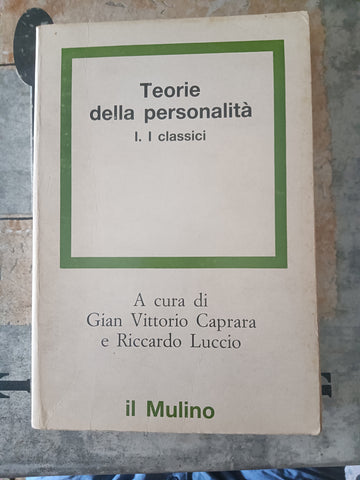 Teorie
della personalità
I. I classici
A cura di
Gian Vittorio Caprara
e Riccardo Luccio
il Mulino